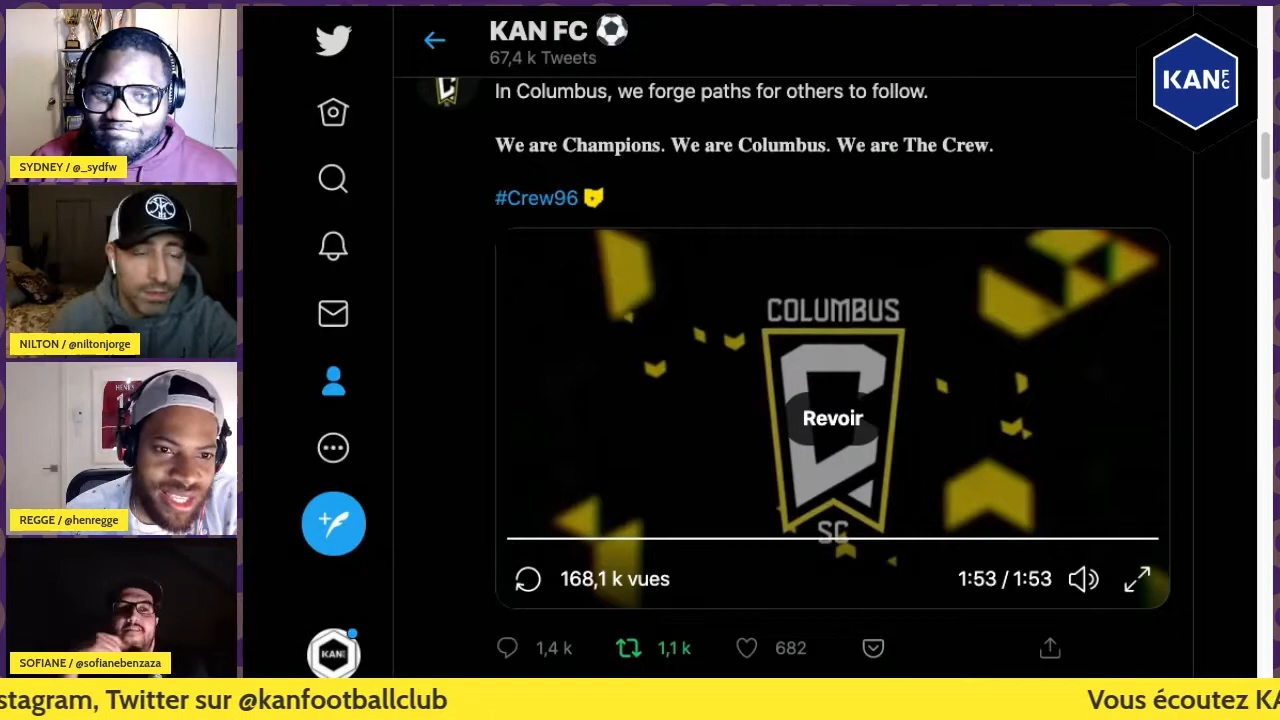 SYDNEY / @_sydfw
NILTON / @niltonjorge
HENRY
REGGE / @henregge
SOFIANE / @sofianebenzaza
KAN FC
67,4 k Tweets
KAN FC
In Columbus, we forge paths for others to follow.
We are Champions. We are Columbus. We are The Crew.
#Crew96
COLUMBUS
Revoir
SC
168,1 k vues
1:53 / 1:53
1,4 k
1,1 k
682
KAN
stagram, Twitter sur @kanfootballclub
Vous écoutez KA